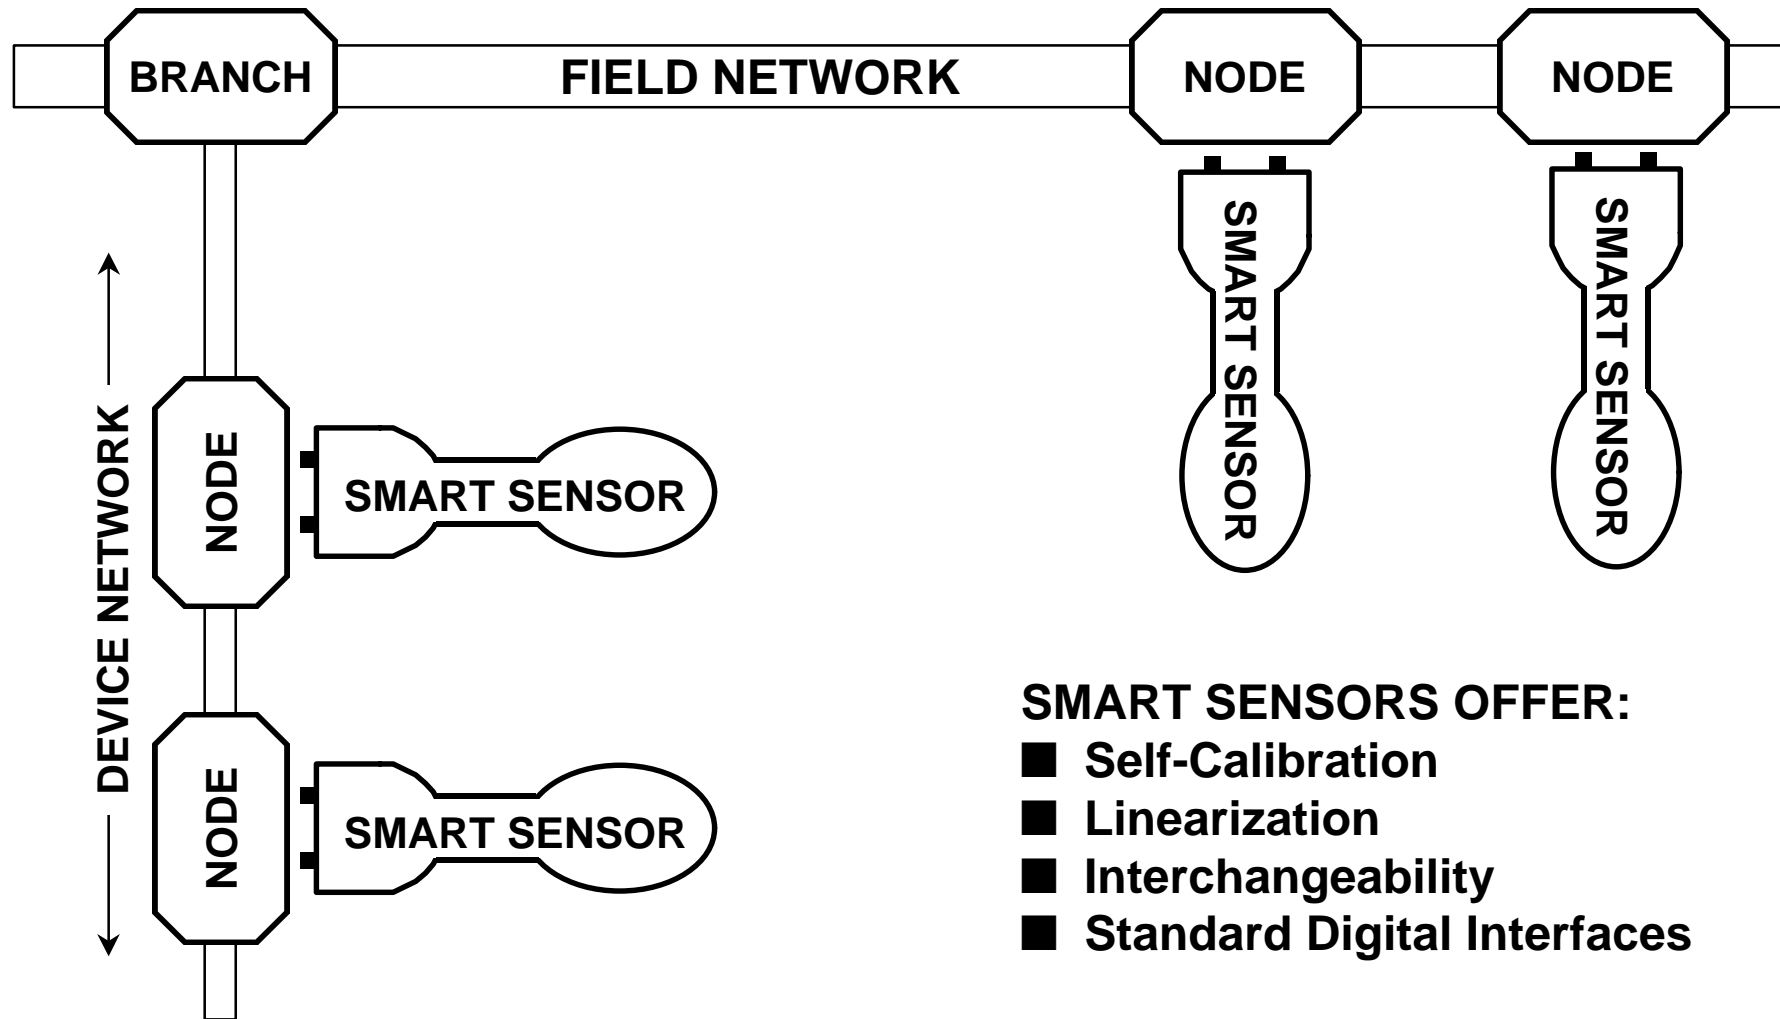 BRANCH
FIELD NETWORK
NODE
NODE
SMART SENSOR
SMART SENSOR
DEVICE NETWORK
NODE
SMART SENSOR
NODE
SMART SENSOR
SMART SENSORS OFFER:
■ Self-Calibration
■ Linearization
■ Interchangeability
■ Standard Digital Interfaces